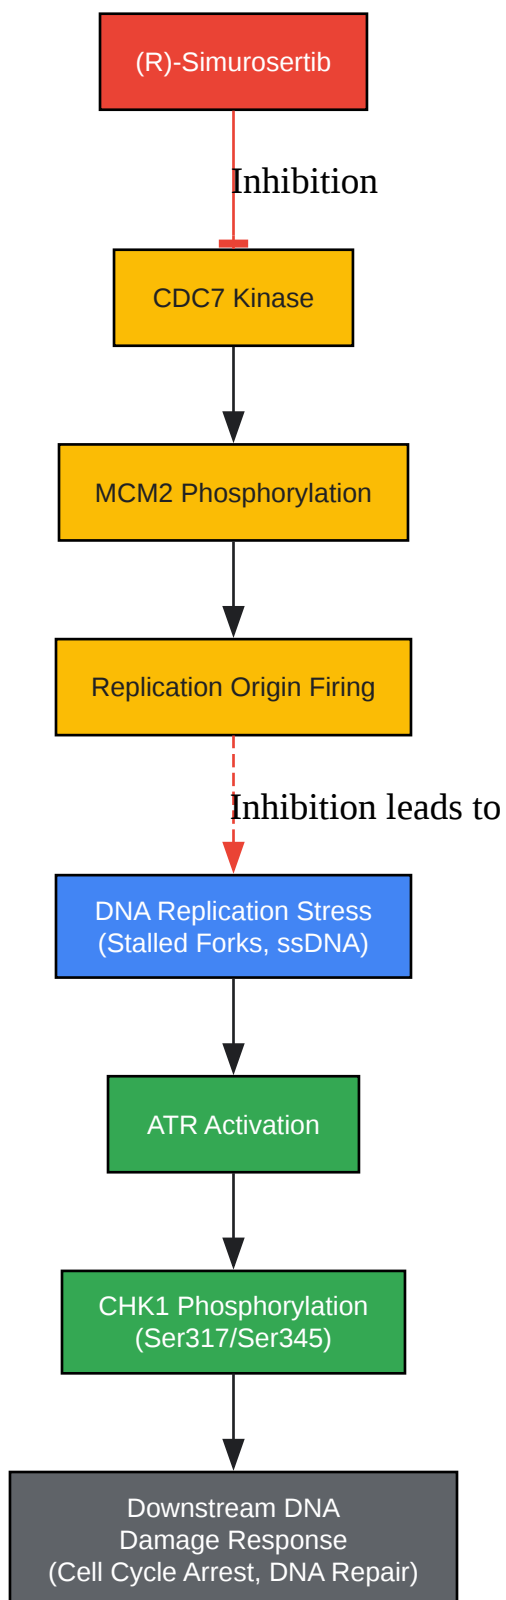 (R)-Simurosertib
Inhibition
CDC7 Kinase
MCM2 Phosphorylation
Replication Origin Firing
Inhibition leads to
DNA Replication Stress
(Stalled Forks, ssDNA)
ATR Activation
CHK1 Phosphorylation
(Ser317/Ser345)
Downstream DNA
Damage Response
(Cell Cycle Arrest, DNA Repair)